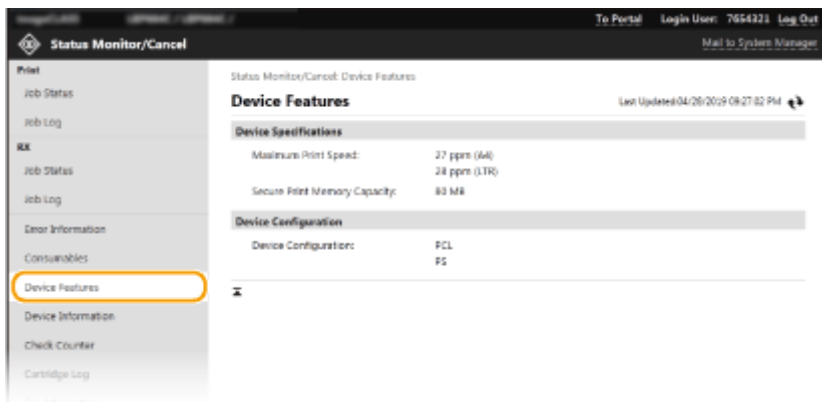 To Portal Login User: 7654321 Log Out
Status Monitor/Cancel
Mail to System Manager
Print
Job Status
Job Log
RX
Job Status
Job Log
Error Information
Consumables
Device Features
Device Information
Check Counter
Cartridge Log
Status Monitor/Cancel: Device Features
Device Features
Last Updated:04/28/2019 09:27:02 PM
Device Specifications
Maximum Print Speed: 27 ppm (A4)
28 ppm (LTR)
Secure Print Memory Capacity: 80 MB
Device Configuration
Device Configuration: PCL
PS